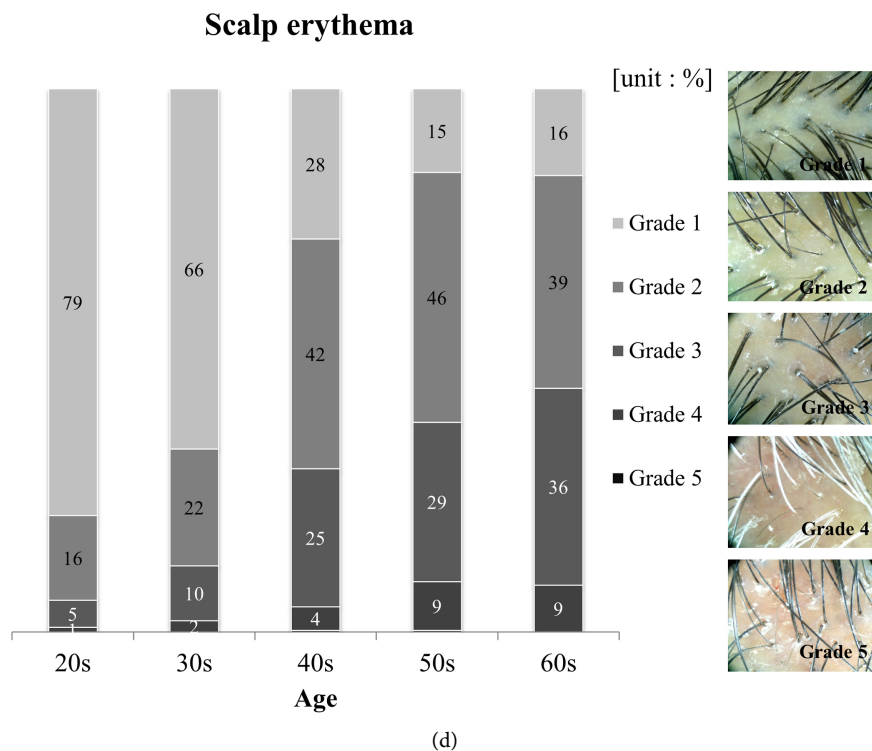 Scalp erythema
[unit : %]
79
16
5
1
66
22
10
2
28
42
25
4
15
46
29
9
16
39
36
9
20s
30s
40s
50s
60s
Age
Grade 1
Grade 2
Grade 3
Grade 4
Grade 5
Grade 1
Grade 2
Grade 3
Grade 4
Grade 5
(d)